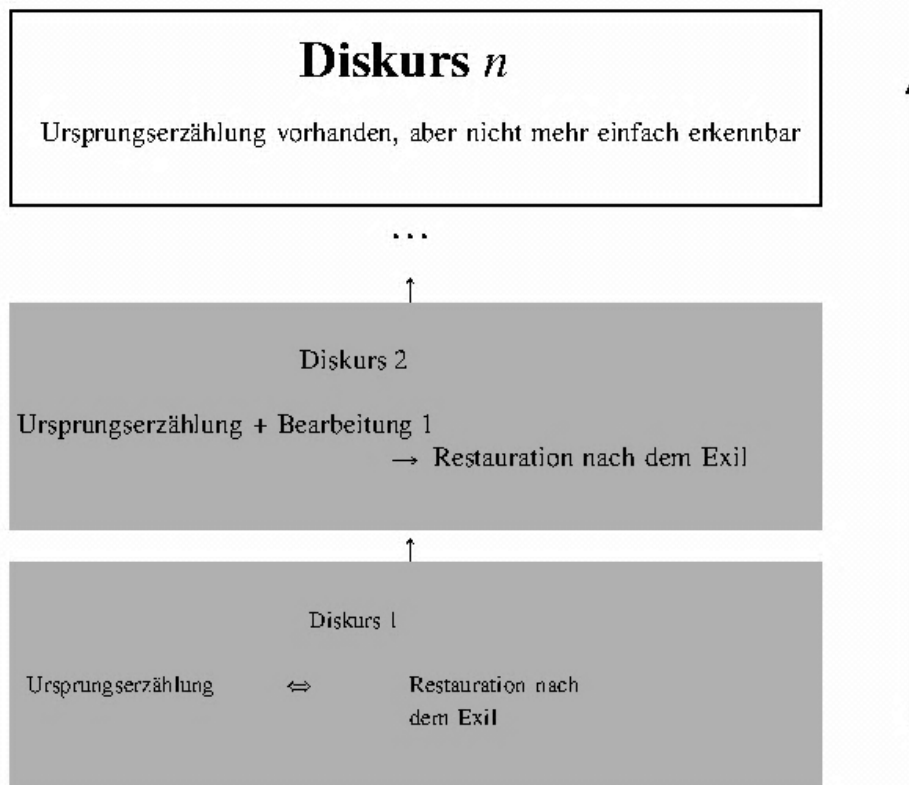 Diskurs n
Ursprungserzählung vorhanden, aber nicht mehr einfach erkennbar
...
↑
Diskurs 2
Ursprungserzählung + Bearbeitung 1
→ Restauration nach dem Exil
↑
Diskurs 1
Ursprungserzählung ⇔ Restauration nach
dem Exil